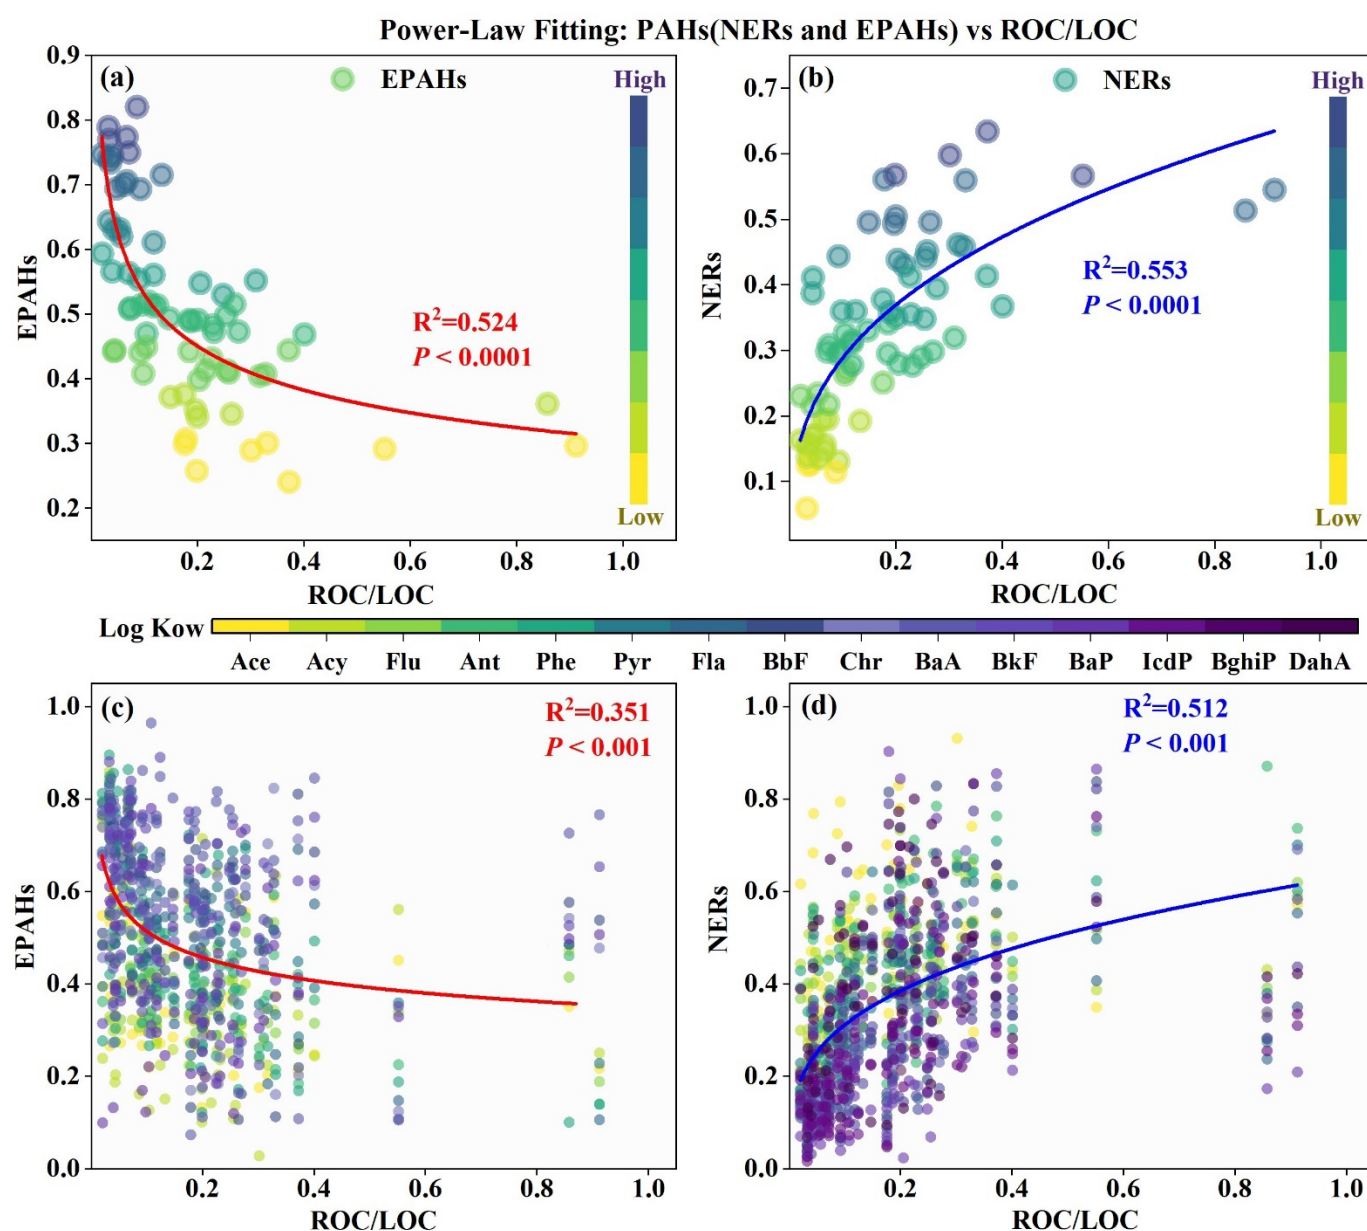 Power-Law Fitting: PAHs(NERs and EPAHs) vs ROC/LOC
(a)
EPAHs
High
Low
R²=0.524
P < 0.0001
EPAHs
0.9
0.8
0.7
0.6
0.5
0.4
0.3
0.2
0.2 0.4 0.6 0.8 1.0
ROC/LOC
(b)
NERs
High
Low
R²=0.553
P < 0.0001
NERs
0.7
0.6
0.5
0.4
0.3
0.2
0.1
0.2 0.4 0.6 0.8 1.0
ROC/LOC
Log Kow
Ace Acy Flu Ant Phe Pyr Fla BbF Chr BaA BkF BaP IcdP BghiP DahA
(c)
R²=0.351
P < 0.001
EPAHs
1.0
0.8
0.6
0.4
0.2
0.0
0.2 0.4 0.6 0.8 1.0
ROC/LOC
(d)
R²=0.512
P < 0.001
NERs
1.0
0.8
0.6
0.4
0.2
0.0
0.2 0.4 0.6 0.8 1.0
ROC/LOC